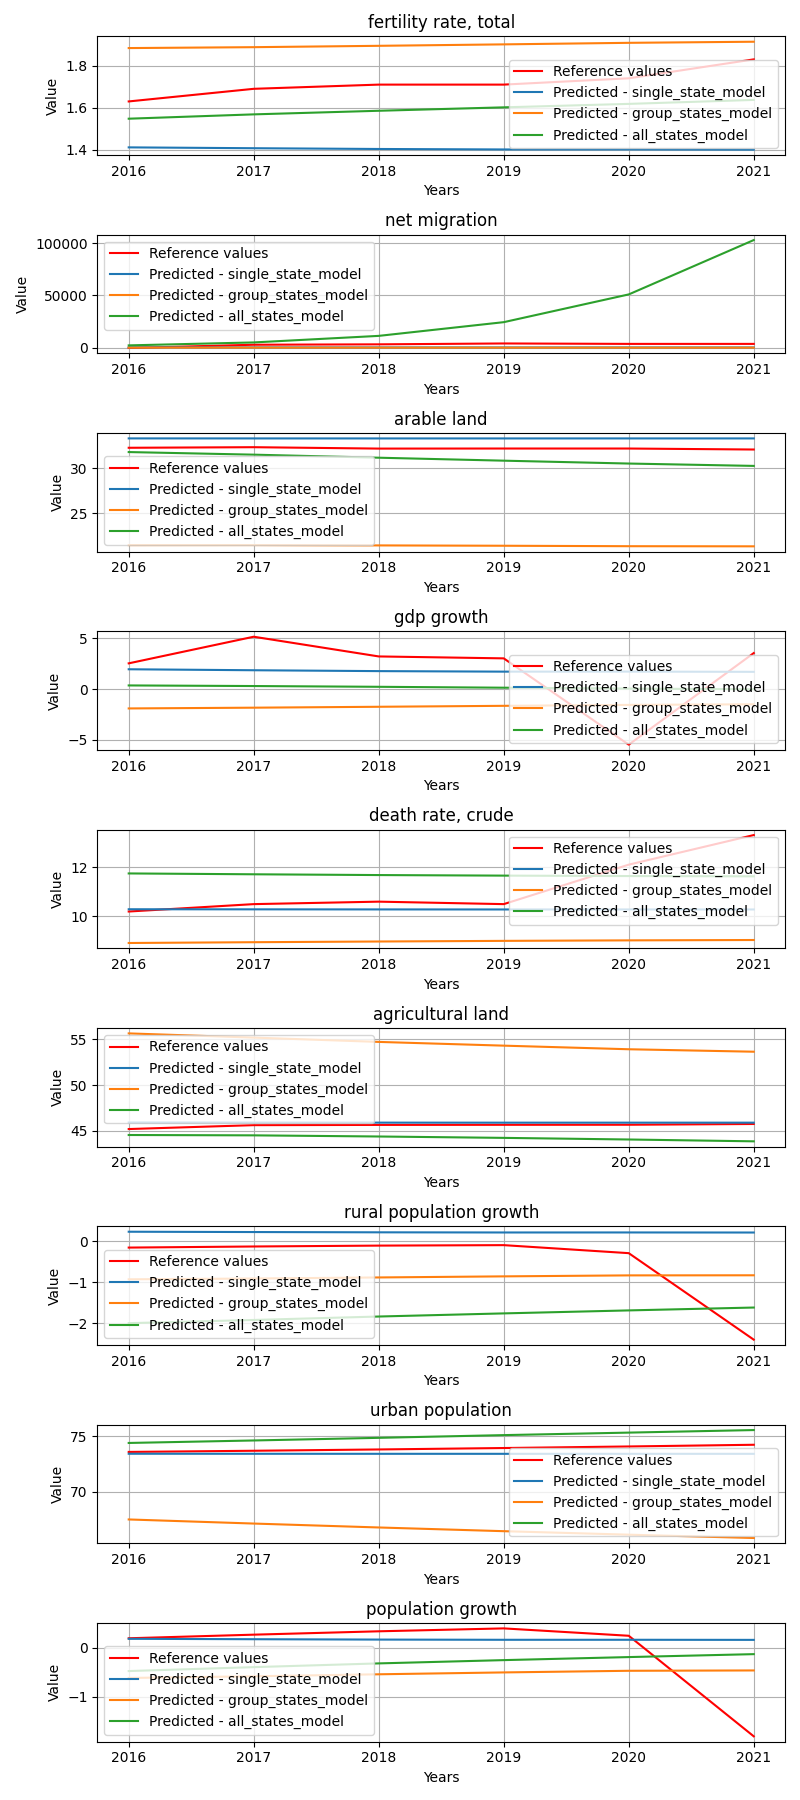 fertility rate, total
1.8
1.6
1.4
Value
Reference values
Predicted - single_state_model
Predicted - group_states_model
Predicted - all_states_model
2016 2017 2018 2019 2020 2021
Years
net migration
100000
50000
0
Value
Reference values
Predicted - single_state_model
Predicted - group_states_model
Predicted - all_states_model
2016 2017 2018 2019 2020 2021
Years
arable land
30
25
Value
Reference values
Predicted - single_state_model
Predicted - group_states_model
Predicted - all_states_model
2016 2017 2018 2019 2020 2021
Years
gdp growth
5
0
−5
Value
Reference values
Predicted - single_state_model
Predicted - group_states_model
Predicted - all_states_model
2016 2017 2018 2019 2020 2021
Years
death rate, crude
12
10
Value
Reference values
Predicted - single_state_model
Predicted - group_states_model
Predicted - all_states_model
2016 2017 2018 2019 2020 2021
Years
agricultural land
55
50
45
Value
Reference values
Predicted - single_state_model
Predicted - group_states_model
Predicted - all_states_model
2016 2017 2018 2019 2020 2021
Years
rural population growth
0
−1
−2
Value
Reference values
Predicted - single_state_model
Predicted - group_states_model
Predicted - all_states_model
2016 2017 2018 2019 2020 2021
Years
urban population
75
70
Value
Reference values
Predicted - single_state_model
Predicted - group_states_model
Predicted - all_states_model
2016 2017 2018 2019 2020 2021
Years
population growth
0
−1
Value
Reference values
Predicted - single_state_model
Predicted - group_states_model
Predicted - all_states_model
2016 2017 2018 2019 2020 2021
Years